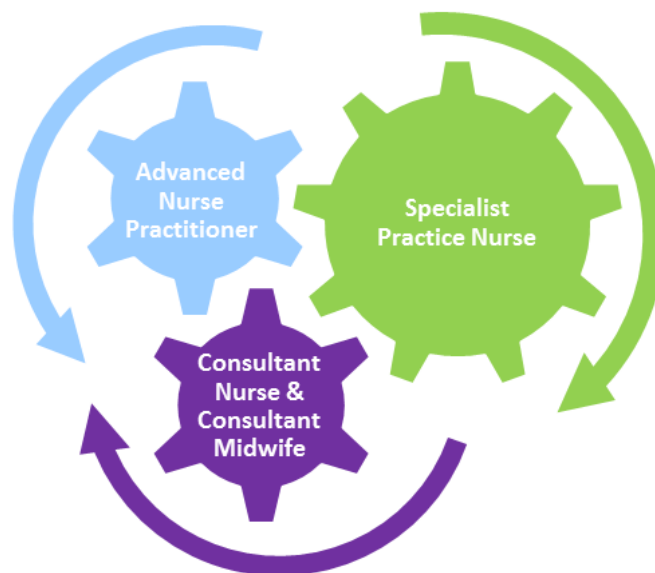 Advanced
Nurse
Practitioner
Specialist
Practice Nurse
Consultant
Nurse &
Consultant
Midwife